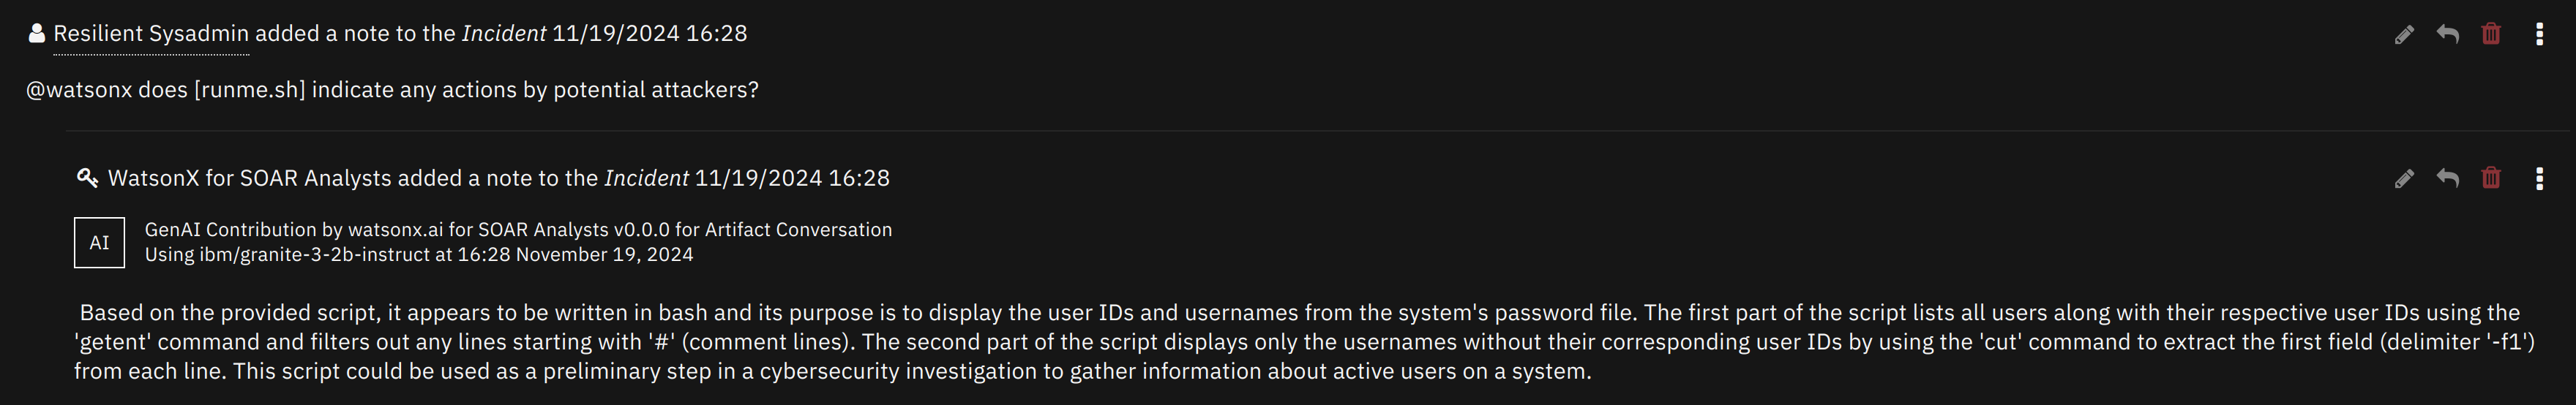 Resilient Sysadmin added a note to the Incident 11/19/2024 16:28
@watsonx does [runme.sh] indicate any actions by potential attackers?
WatsonX for SOAR Analysts added a note to the Incident 11/19/2024 16:28
AI
GenAI Contribution by watsonx.ai for SOAR Analysts v0.0.0 for Artifact Conversation
Using ibm/granite-3-2b-instruct at 16:28 November 19, 2024
Based on the provided script, it appears to be written in bash and its purpose is to display the user IDs and usernames from the system's password file. The first part of the script lists all users along with their respective user IDs using the
'getent' command and filters out any lines starting with '#' (comment lines). The second part of the script displays only the usernames without their corresponding user IDs by using the 'cut' command to extract the first field (delimiter '-f1')
from each line. This script could be used as a preliminary step in a cybersecurity investigation to gather information about active users on a system.